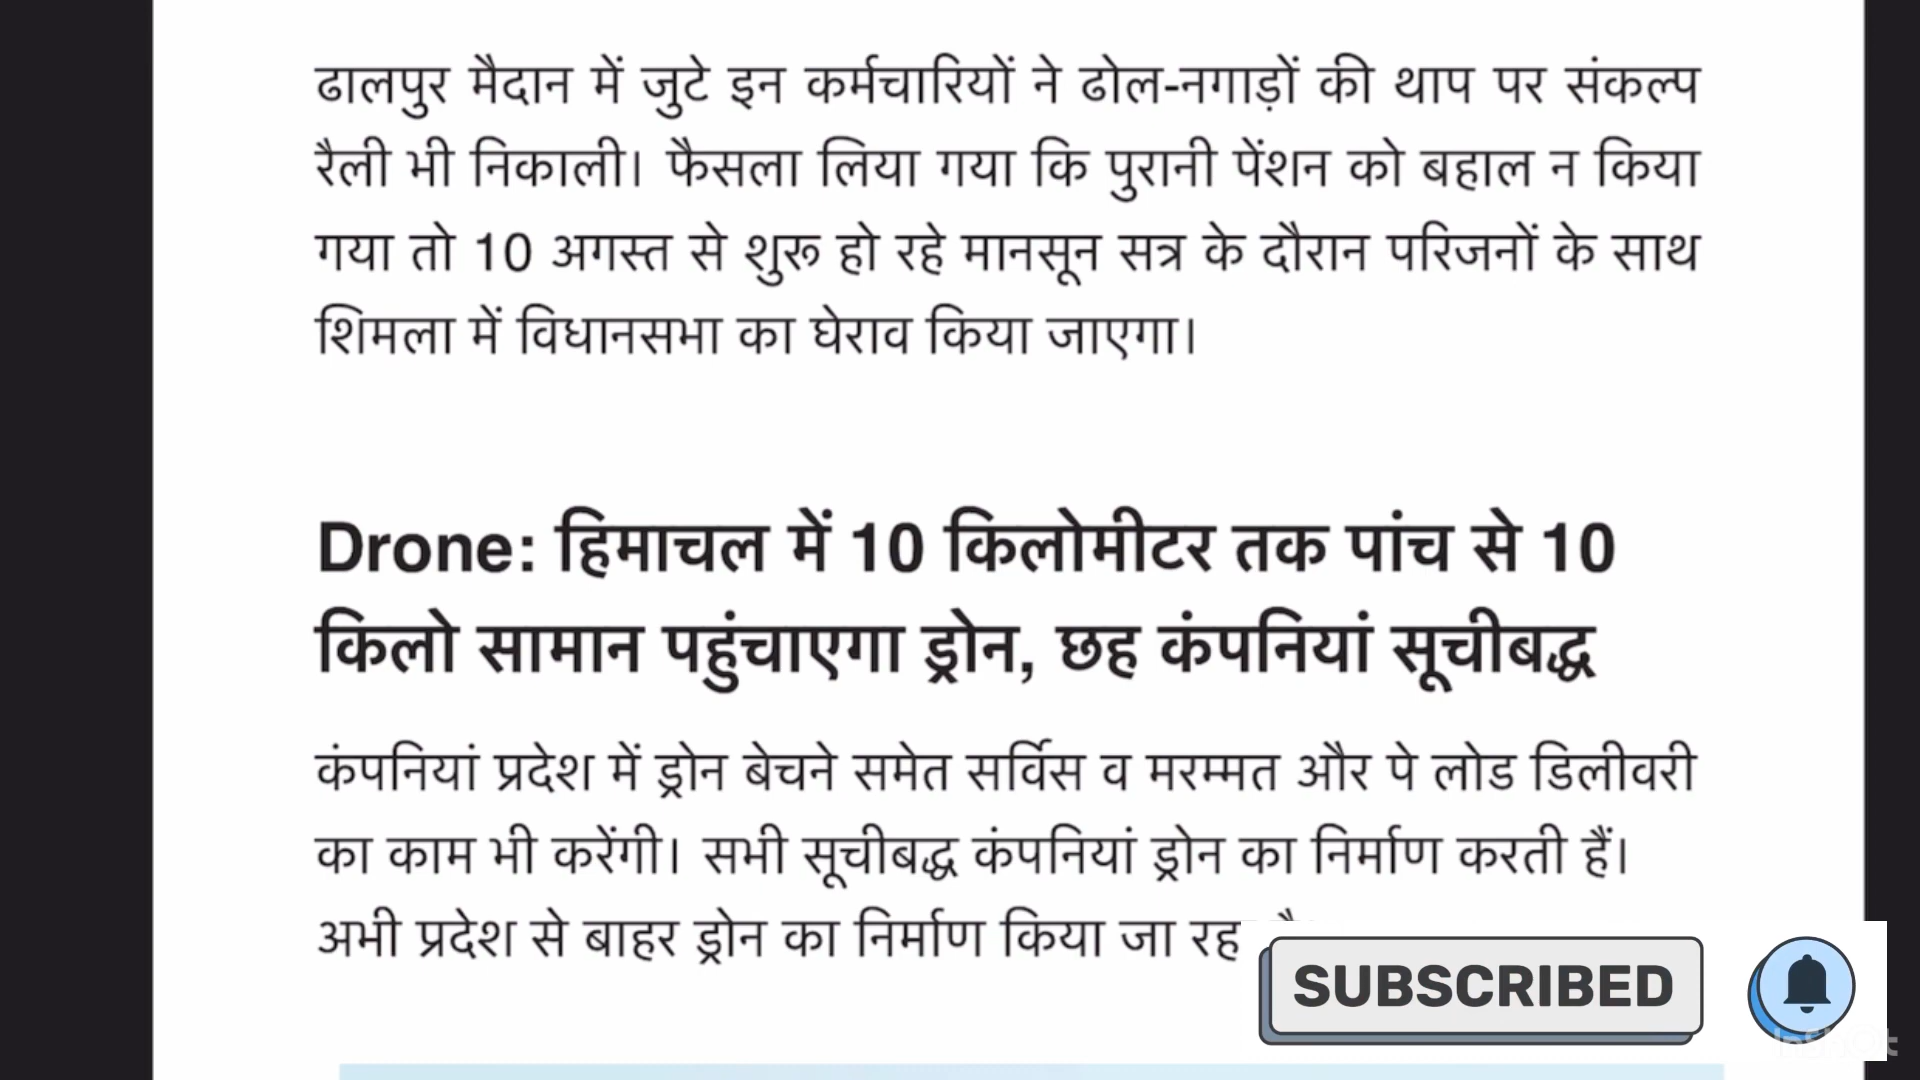 ढालपुर मैदान में जुटे इन कर्मचारियों ने ढोल-नगाड़ों की थाप पर संकल्प
रैली भी निकाली। फैसला लिया गया कि पुरानी पेंशन को बहाल न किया
गया तो 10 अगस्त से शुरू हो रहे मानसून सत्र के दौरान परिजनों के साथ
शिमला में विधानसभा का घेराव किया जाएगा।
Drone: हिमाचल में 10 किलोमीटर तक पांच से 10
किलो सामान पहुंचाएगा ड्रोन, छह कंपनियां सूचीबद्ध
कंपनियां प्रदेश में ड्रोन बेचने समेत सर्विस व मरम्मत और पे लोड डिलीवरी
का काम भी करेंगी। सभी सूचीबद्ध कंपनियां ड्रोन का निर्माण करती हैं।
अभी प्रदेश से बाहर ड्रोन का निर्माण किया जा
SUBSCRIBED
InShOt